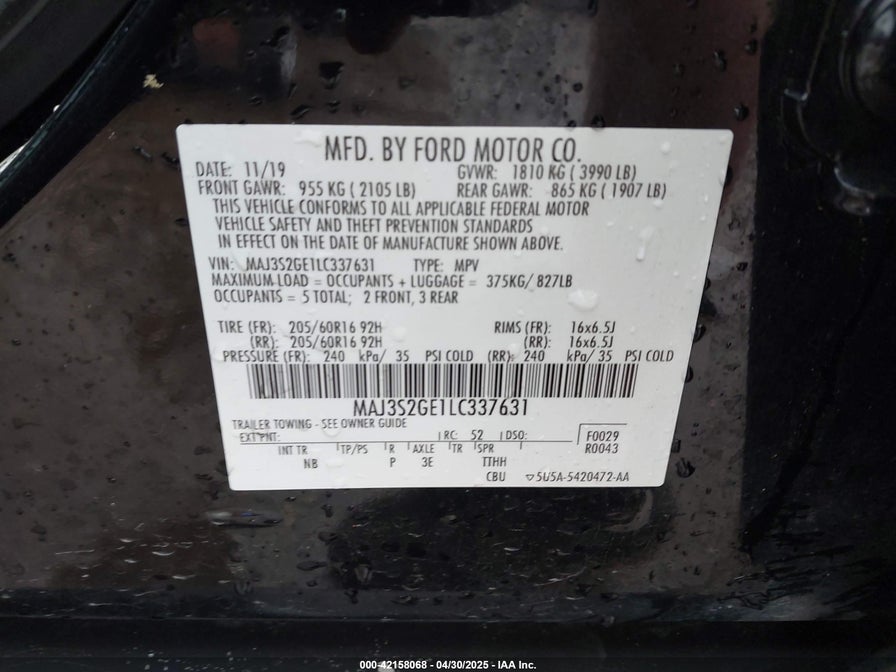 MFD. BY FORD MOTOR CO.
DATE: 11/19 GVWR: 1810 KG ( 3990 LB)
FRONT GAWR: 955 KG ( 2105 LB) REAR GAWR: 865 KG ( 1907 LB)
THIS VEHICLE CONFORMS TO ALL APPLICABLE FEDERAL MOTOR
VEHICLE SAFETY AND THEFT PREVENTION STANDARDS
IN EFFECT ON THE DATE OF MANUFACTURE SHOWN ABOVE.
VIN: MAJ3S2GE1LC337631 TYPE: MPV
MAXIMUM LOAD = OCCUPANTS + LUGGAGE = 375KG/ 827LB
OCCUPANTS = 5 TOTAL; 2 FRONT, 3 REAR
TIRE (FR): 205/60R16 92H RIMS (FR): 16x6.5J
(RR): 205/60R16 92H (RR): 16x6.5J
PRESSURE (FR): 240 kPa/ 35 PSI COLD (RR): 240 kPa/ 35 PSI COLD
MAJ3S2GE1LC337631
TRAILER TOWING - SEE OWNER GUIDE
EXT PNT: RC: 52 DSO: F0029
R0043
INT TR TP/PS R AXLE TR SPR
NB P 3E TTHH
CBU 5U5A-5420472-AA
000-42158068 - 04/30/2025 - IAA Inc.